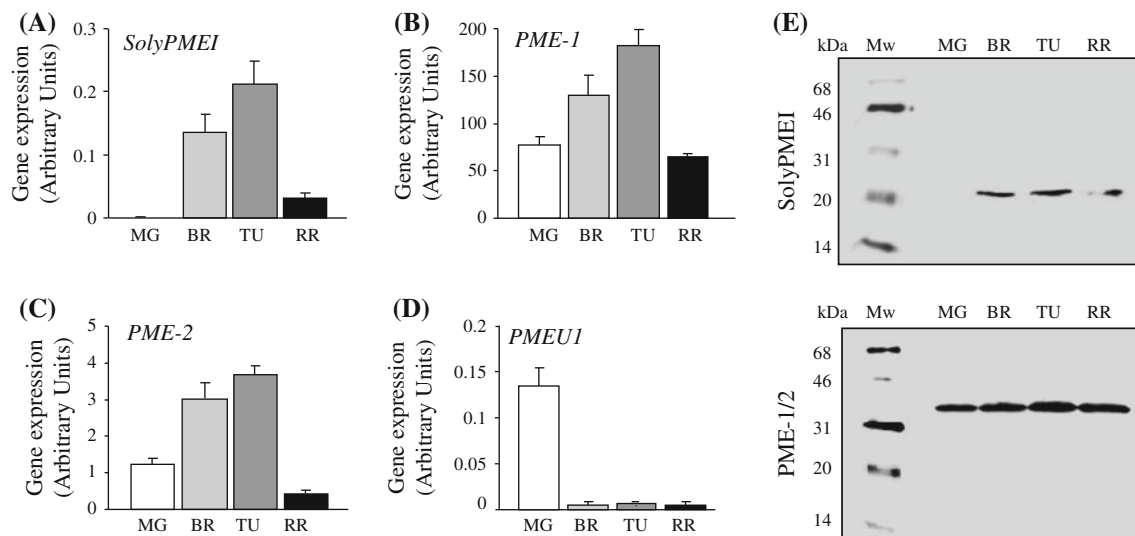 (A)
SolyPMEI
Gene expression
(Arbitrary Units)
0.3
0.2
0.1
0
MG BR TU RR
(B)
PME-1
Gene expression
(Arbitrary Units)
200
150
100
50
0
MG BR TU RR
(C)
PME-2
Gene expression
(Arbitrary Units)
5
4
3
2
1
0
MG BR TU RR
(D)
PMEU1
Gene expression
(Arbitrary Units)
0.2
0.15
0.1
0.05
0
MG BR TU RR
(E)
kDa Mw MG BR TU RR
SolyPMEI
68
46
31
20
14
kDa Mw MG BR TU RR
PME-1/2
68
46
31
20
14